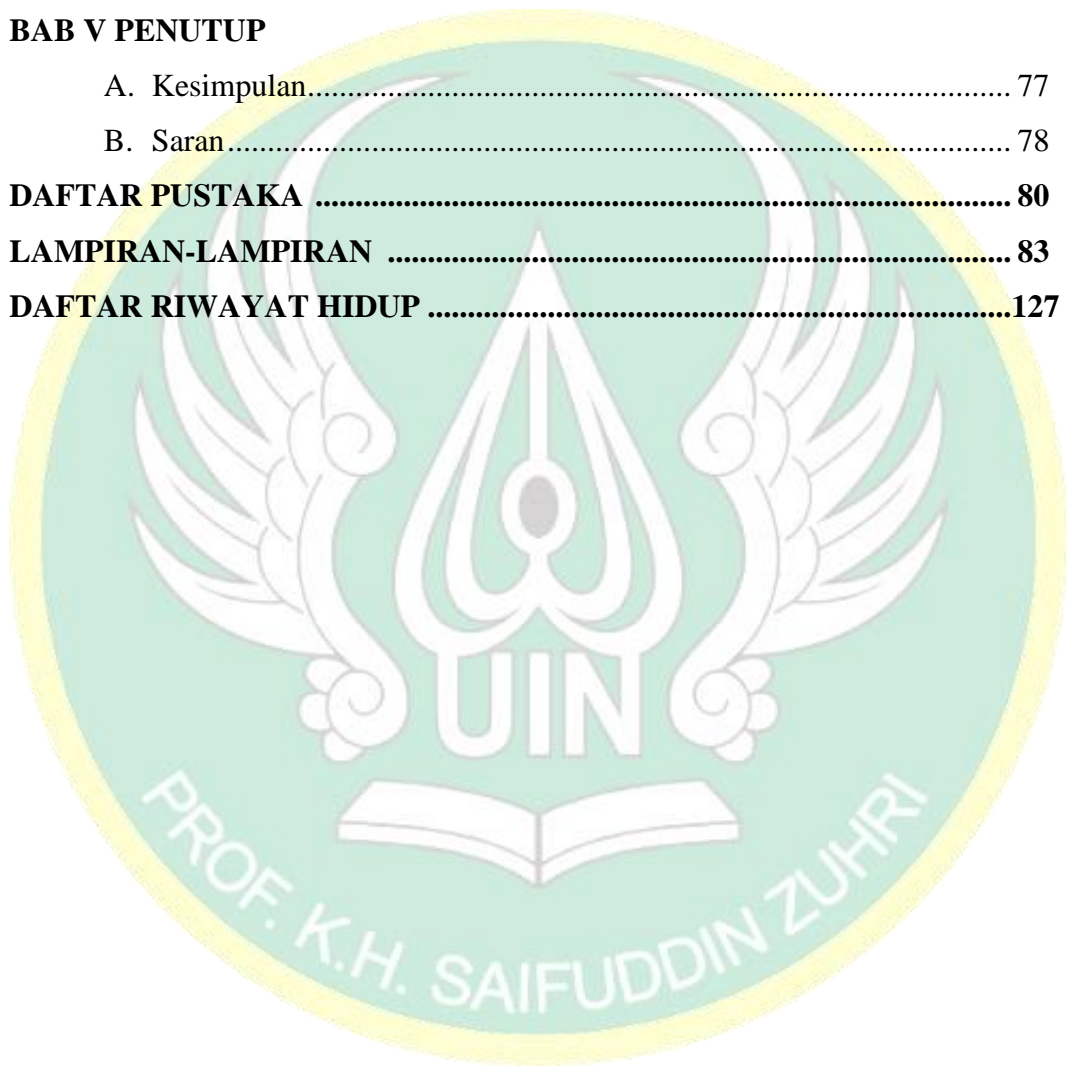 BAB V PENUTUP
A. Kesimpulan........................................................................................ 77
B. Saran.................................................................................................. 78
DAFTAR PUSTAKA ....................................................................................... 80
LAMPIRAN-LAMPIRAN .............................................................................. 83
DAFTAR RIWAYAT HIDUP .........................................................................127
UIN
PROF. K.H. SAIFUDDIN ZUHRI